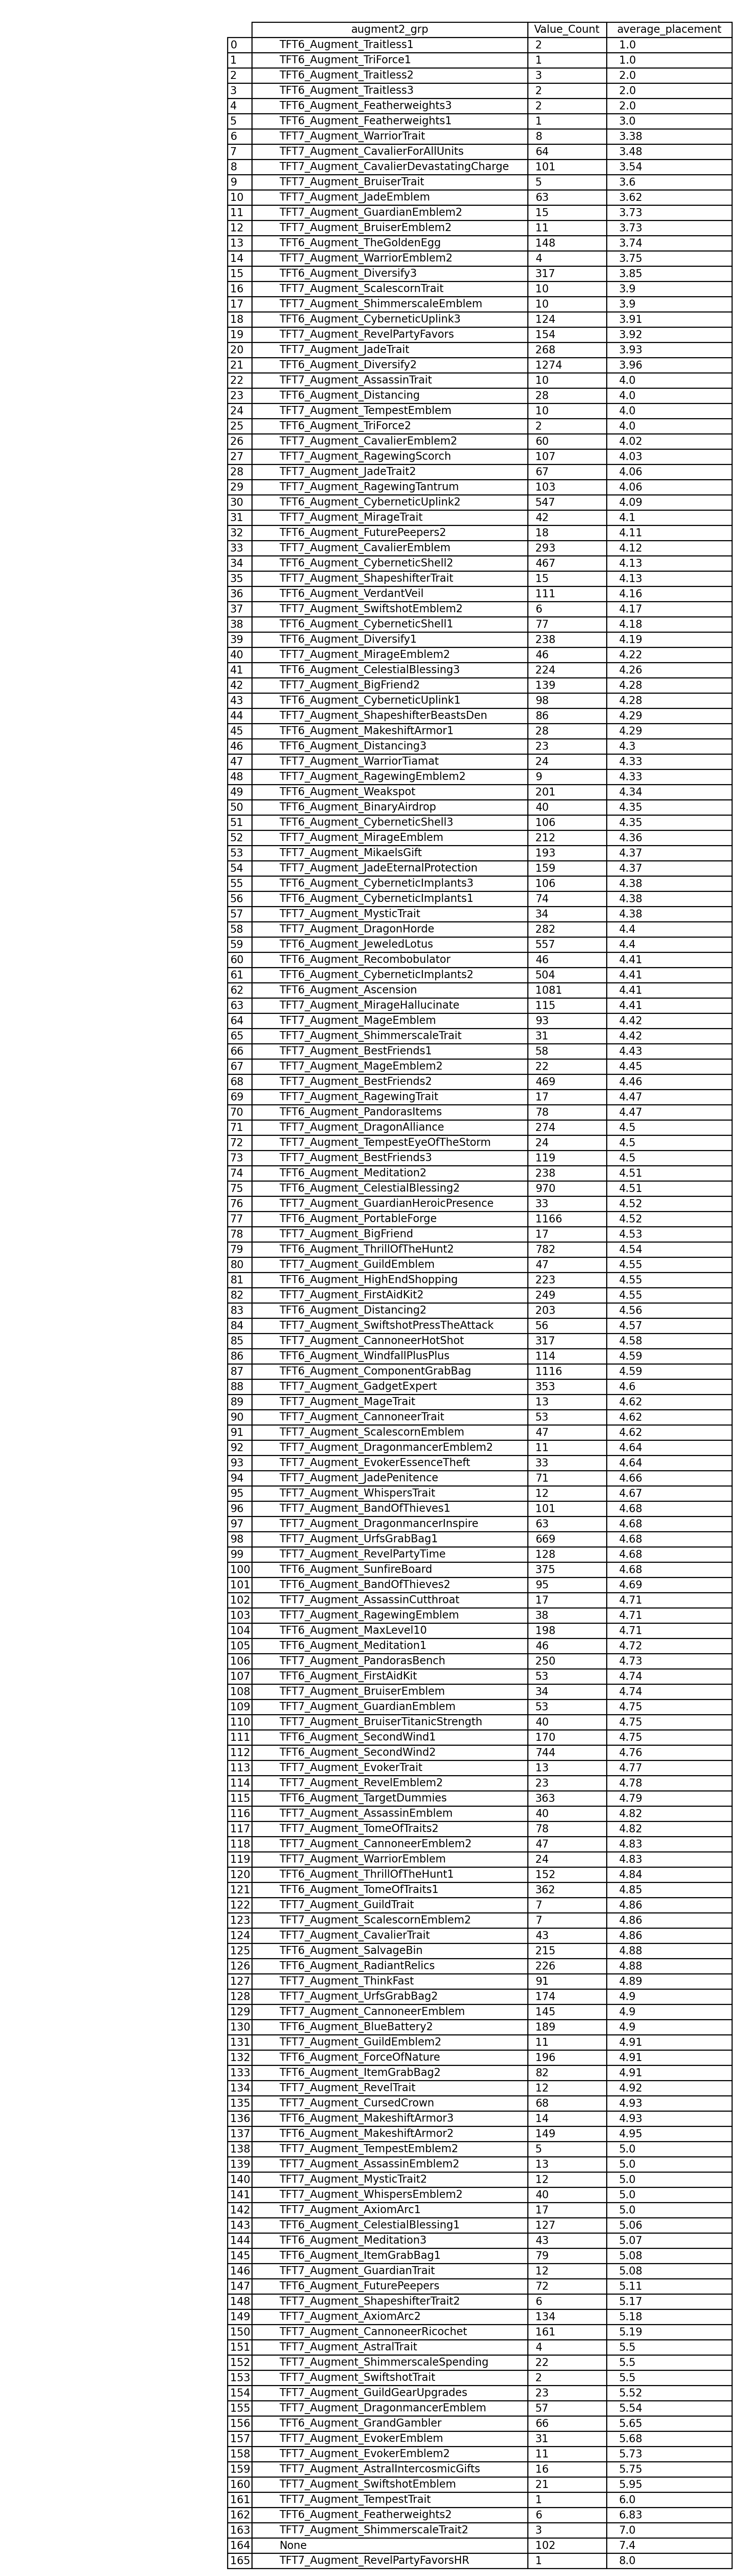 augment2_grp Value_Count average_placement
0 TFT6_Augment_Traitless1 2 1.0
1 TFT6_Augment_TriForce1 1 1.0
2 TFT6_Augment_Traitless2 3 2.0
3 TFT6_Augment_Traitless3 2 2.0
4 TFT6_Augment_Featherweights3 2 2.0
5 TFT6_Augment_Featherweights1 1 3.0
6 TFT7_Augment_WarriorTrait 8 3.38
7 TFT7_Augment_CavalierForAllUnits 64 3.48
8 TFT7_Augment_CavalierDevastatingCharge 101 3.54
9 TFT7_Augment_BruiserTrait 5 3.6
10 TFT7_Augment_JadeEmblem 63 3.62
11 TFT7_Augment_GuardianEmblem2 15 3.73
12 TFT7_Augment_BruiserEmblem2 11 3.73
13 TFT6_Augment_TheGoldenEgg 148 3.74
14 TFT7_Augment_WarriorEmblem2 4 3.75
15 TFT6_Augment_Diversify3 317 3.85
16 TFT7_Augment_ScalescornTrait 10 3.9
17 TFT7_Augment_ShimmerscaleEmblem 10 3.9
18 TFT6_Augment_CyberneticUplink3 124 3.91
19 TFT7_Augment_RevelPartyFavors 154 3.92
20 TFT7_Augment_JadeTrait 268 3.93
21 TFT6_Augment_Diversify2 1274 3.96
22 TFT7_Augment_AssassinTrait 10 4.0
23 TFT6_Augment_Distancing 28 4.0
24 TFT7_Augment_TempestEmblem 10 4.0
25 TFT6_Augment_TriForce2 2 4.0
26 TFT7_Augment_CavalierEmblem2 60 4.02
27 TFT7_Augment_RagewingScorch 107 4.03
28 TFT7_Augment_JadeTrait2 67 4.06
29 TFT7_Augment_RagewingTantrum 103 4.06
30 TFT6_Augment_CyberneticUplink2 547 4.09
31 TFT7_Augment_MirageTrait 42 4.1
32 TFT6_Augment_FuturePeepers2 18 4.11
33 TFT7_Augment_CavalierEmblem 293 4.12
34 TFT6_Augment_CyberneticShell2 467 4.13
35 TFT7_Augment_ShapeshifterTrait 15 4.13
36 TFT6_Augment_VerdantVeil 111 4.16
37 TFT7_Augment_SwiftshotEmblem2 6 4.17
38 TFT6_Augment_CyberneticShell1 77 4.18
39 TFT6_Augment_Diversify1 238 4.19
40 TFT7_Augment_MirageEmblem2 46 4.22
41 TFT6_Augment_CelestialBlessing3 224 4.26
42 TFT7_Augment_BigFriend2 139 4.28
43 TFT6_Augment_CyberneticUplink1 98 4.28
44 TFT7_Augment_ShapeshifterBeastsDen 86 4.29
45 TFT6_Augment_MakeshiftArmor1 28 4.29
46 TFT6_Augment_Distancing3 23 4.3
47 TFT7_Augment_WarriorTiamat 24 4.33
48 TFT7_Augment_RagewingEmblem2 9 4.33
49 TFT6_Augment_Weakspot 201 4.34
50 TFT6_Augment_BinaryAirdrop 40 4.35
51 TFT6_Augment_CyberneticShell3 106 4.35
52 TFT7_Augment_MirageEmblem 212 4.36
53 TFT7_Augment_MikaelsGift 193 4.37
54 TFT7_Augment_JadeEternalProtection 159 4.37
55 TFT6_Augment_CyberneticImplants3 106 4.38
56 TFT6_Augment_CyberneticImplants1 74 4.38
57 TFT7_Augment_MysticTrait 34 4.38
58 TFT7_Augment_DragonHorde 282 4.4
59 TFT6_Augment_JeweledLotus 557 4.4
60 TFT6_Augment_Recombobulator 46 4.41
61 TFT6_Augment_CyberneticImplants2 504 4.41
62 TFT6_Augment_Ascension 1081 4.41
63 TFT7_Augment_MirageHallucinate 115 4.41
64 TFT7_Augment_MageEmblem 93 4.42
65 TFT7_Augment_ShimmerscaleTrait 31 4.42
66 TFT7_Augment_BestFriends1 58 4.43
67 TFT7_Augment_MageEmblem2 22 4.45
68 TFT7_Augment_BestFriends2 469 4.46
69 TFT7_Augment_RagewingTrait 17 4.47
70 TFT6_Augment_PandorasItems 78 4.47
71 TFT7_Augment_DragonAlliance 274 4.5
72 TFT7_Augment_TempestEyeOfTheStorm 24 4.5
73 TFT7_Augment_BestFriends3 119 4.5
74 TFT6_Augment_Meditation2 238 4.51
75 TFT6_Augment_CelestialBlessing2 970 4.51
76 TFT7_Augment_GuardianHeroicPresence 33 4.52
77 TFT6_Augment_PortableForge 1166 4.52
78 TFT7_Augment_BigFriend 17 4.53
79 TFT6_Augment_ThrillOfTheHunt2 782 4.54
80 TFT7_Augment_GuildEmblem 47 4.55
81 TFT6_Augment_HighEndShopping 223 4.55
82 TFT7_Augment_FirstAidKit2 249 4.55
83 TFT6_Augment_Distancing2 203 4.56
84 TFT7_Augment_SwiftshotPressTheAttack 56 4.57
85 TFT7_Augment_CannoneerHotShot 317 4.58
86 TFT6_Augment_WindfallPlusPlus 114 4.59
87 TFT6_Augment_ComponentGrabBag 1116 4.59
88 TFT7_Augment_GadgetExpert 353 4.6
89 TFT7_Augment_MageTrait 13 4.62
90 TFT7_Augment_CannoneerTrait 53 4.62
91 TFT7_Augment_ScalescornEmblem 47 4.62
92 TFT7_Augment_DragonmancerEmblem2 11 4.64
93 TFT7_Augment_EvokerEssenceTheft 33 4.64
94 TFT7_Augment_JadePenitence 71 4.66
95 TFT7_Augment_WhispersTrait 12 4.67
96 TFT7_Augment_BandOfThieves1 101 4.68
97 TFT7_Augment_DragonmancerInspire 63 4.68
98 TFT7_Augment_UrfsGrabBag1 669 4.68
99 TFT7_Augment_RevelPartyTime 128 4.68
100 TFT6_Augment_SunfireBoard 375 4.68
101 TFT6_Augment_BandOfThieves2 95 4.69
102 TFT7_Augment_AssassinCutthroat 17 4.71
103 TFT7_Augment_RagewingEmblem 38 4.71
104 TFT6_Augment_MaxLevel10 198 4.71
105 TFT6_Augment_Meditation1 46 4.72
106 TFT7_Augment_PandorasBench 250 4.73
107 TFT6_Augment_FirstAidKit 53 4.74
108 TFT7_Augment_BruiserEmblem 34 4.74
109 TFT7_Augment_GuardianEmblem 53 4.75
110 TFT7_Augment_BruiserTitanicStrength 40 4.75
111 TFT6_Augment_SecondWind1 170 4.75
112 TFT6_Augment_SecondWind2 744 4.76
113 TFT7_Augment_EvokerTrait 13 4.77
114 TFT7_Augment_RevelEmblem2 23 4.78
115 TFT6_Augment_TargetDummies 363 4.79
116 TFT7_Augment_AssassinEmblem 40 4.82
117 TFT7_Augment_TomeOfTraits2 78 4.82
118 TFT7_Augment_CannoneerEmblem2 47 4.83
119 TFT7_Augment_WarriorEmblem 24 4.83
120 TFT6_Augment_ThrillOfTheHunt1 152 4.84
121 TFT6_Augment_TomeOfTraits1 362 4.85
122 TFT7_Augment_GuildTrait 7 4.86
123 TFT7_Augment_ScalescornEmblem2 7 4.86
124 TFT7_Augment_CavalierTrait 43 4.86
125 TFT6_Augment_SalvageBin 215 4.88
126 TFT6_Augment_RadiantRelics 226 4.88
127 TFT7_Augment_ThinkFast 91 4.89
128 TFT7_Augment_UrfsGrabBag2 174 4.9
129 TFT7_Augment_CannoneerEmblem 145 4.9
130 TFT6_Augment_BlueBattery2 189 4.9
131 TFT7_Augment_GuildEmblem2 11 4.91
132 TFT6_Augment_ForceOfNature 196 4.91
133 TFT6_Augment_ItemGrabBag2 82 4.91
134 TFT7_Augment_RevelTrait 12 4.92
135 TFT7_Augment_CursedCrown 68 4.93
136 TFT6_Augment_MakeshiftArmor3 14 4.93
137 TFT6_Augment_MakeshiftArmor2 149 4.95
138 TFT7_Augment_TempestEmblem2 5 5.0
139 TFT7_Augment_AssassinEmblem2 13 5.0
140 TFT7_Augment_MysticTrait2 12 5.0
141 TFT7_Augment_WhispersEmblem2 40 5.0
142 TFT7_Augment_AxiomArc1 17 5.0
143 TFT6_Augment_CelestialBlessing1 127 5.06
144 TFT6_Augment_Meditation3 43 5.07
145 TFT6_Augment_ItemGrabBag1 79 5.08
146 TFT7_Augment_GuardianTrait 12 5.08
147 TFT6_Augment_FuturePeepers 72 5.11
148 TFT7_Augment_ShapeshifterTrait2 6 5.17
149 TFT7_Augment_AxiomArc2 134 5.18
150 TFT7_Augment_CannoneerRicochet 161 5.19
151 TFT7_Augment_AstralTrait 4 5.5
152 TFT7_Augment_ShimmerscaleSpending 22 5.5
153 TFT7_Augment_SwiftshotTrait 2 5.5
154 TFT7_Augment_GuildGearUpgrades 23 5.52
155 TFT7_Augment_DragonmancerEmblem 57 5.54
156 TFT6_Augment_GrandGambler 66 5.65
157 TFT7_Augment_EvokerEmblem 31 5.68
158 TFT7_Augment_EvokerEmblem2 11 5.73
159 TFT7_Augment_AstralIntercosmicGifts 16 5.75
160 TFT7_Augment_SwiftshotEmblem 21 5.95
161 TFT7_Augment_TempestTrait 1 6.0
162 TFT6_Augment_Featherweights2 6 6.83
163 TFT7_Augment_ShimmerscaleTrait2 3 7.0
164 None 102 7.4
165 TFT7_Augment_RevelPartyFavorsHR 1 8.0